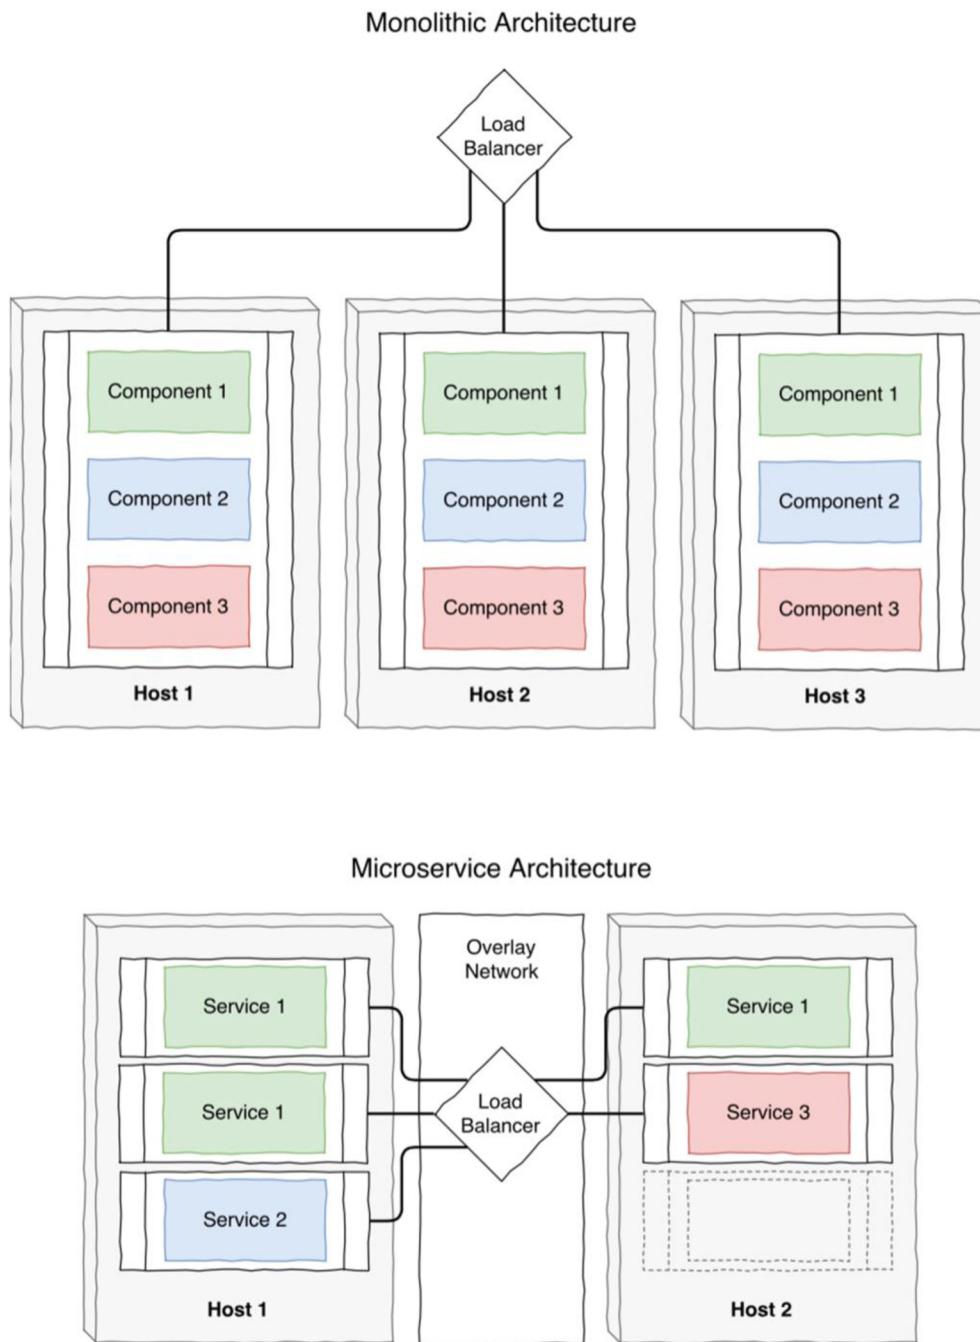 Monolithic Architecture
Load
Balancer
Component 1
Component 2
Component 3
Host 1
Component 1
Component 2
Component 3
Host 2
Component 1
Component 2
Component 3
Host 3
Microservice Architecture
Service 1
Service 1
Service 2
Host 1
Overlay
Network
Load
Balancer
Service 1
Service 3
Host 2